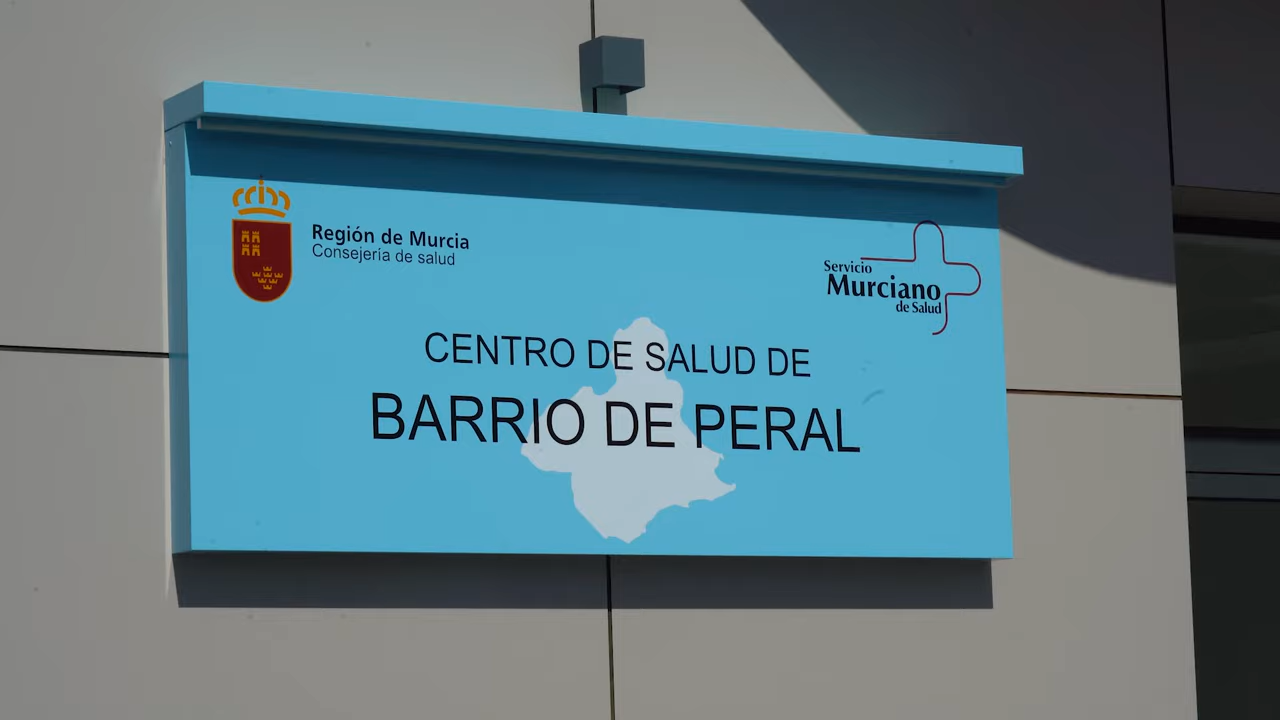 Región de Murcia
Consejería de salud
Servicio
Murciano
de Salud
CENTRO DE SALUD DE
BARRIO DE PERAL